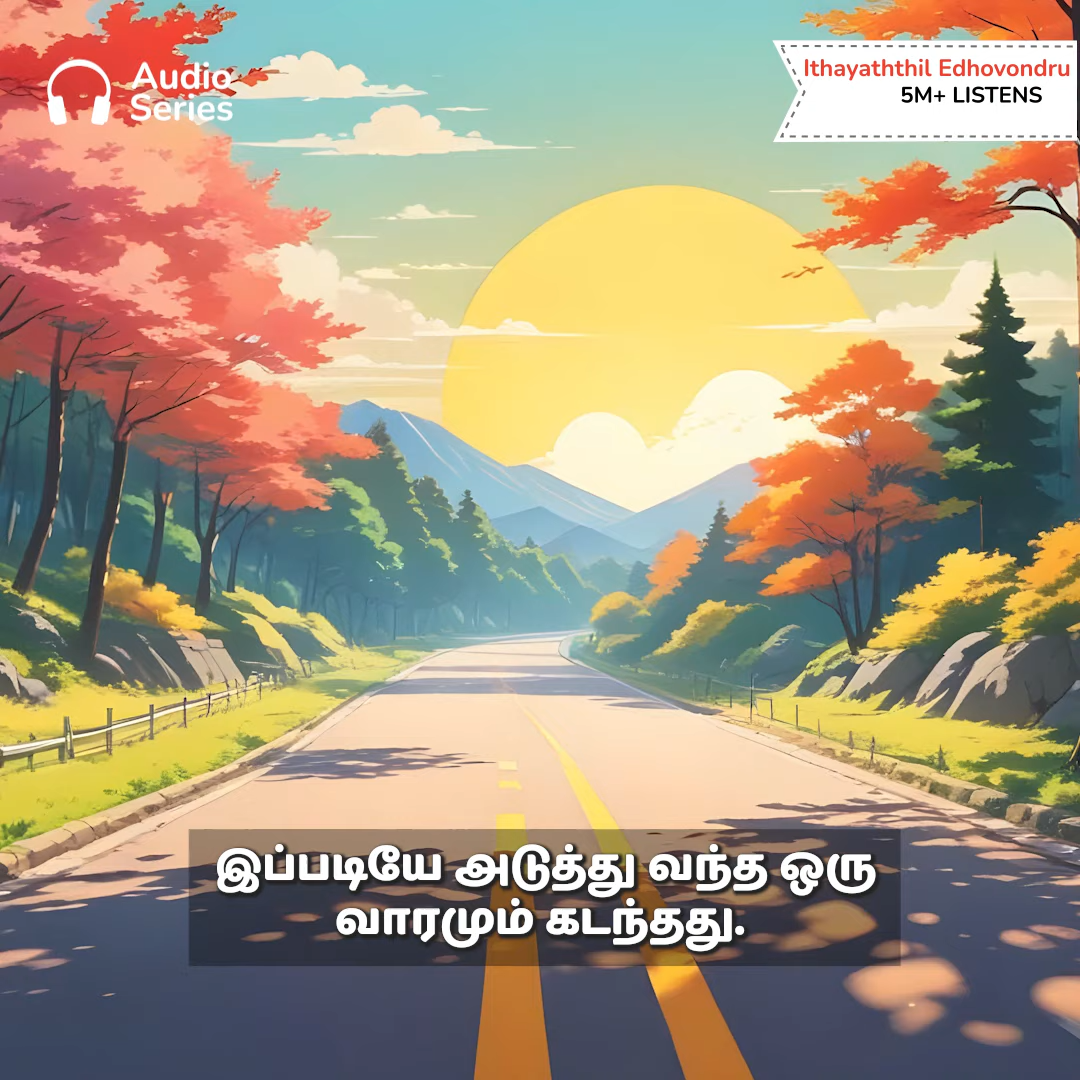 Audio
Series
Ithayaththil Edhovondru
5M+ LISTENS
இப்படியே அடுத்து வந்த ஒரு
வாரமும் கடந்தது.